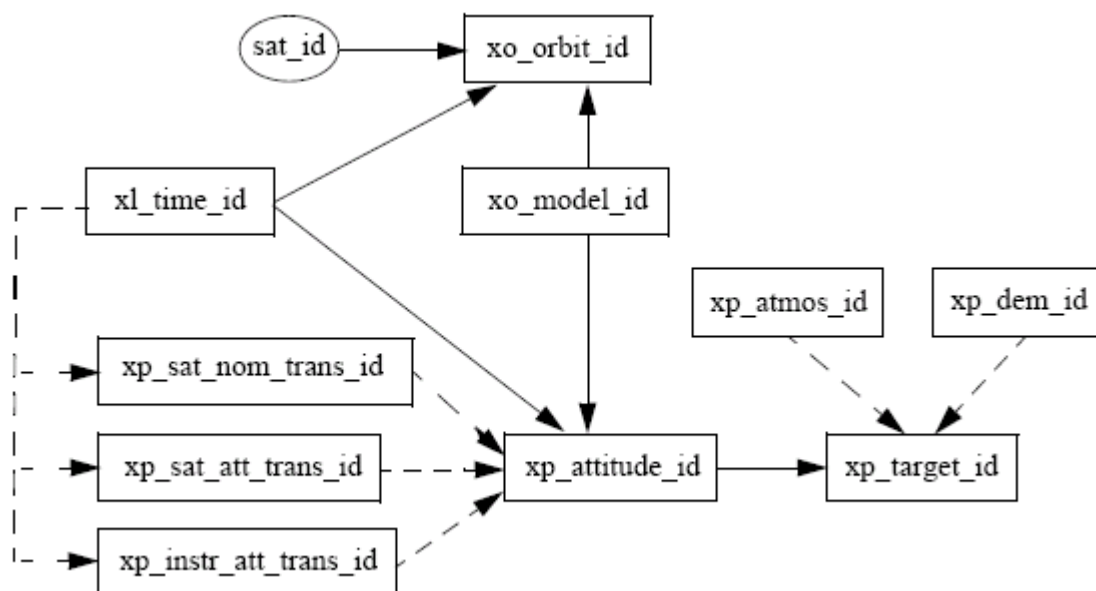 sat_id
xo_orbit_id
xl_time_id
xo_model_id
xp_atmos_id
xp_dem_id
xp_sat_nom_trans_id
xp_sat_att_trans_id
xp_attitude_id
xp_target_id
xp_instr_att_trans_id